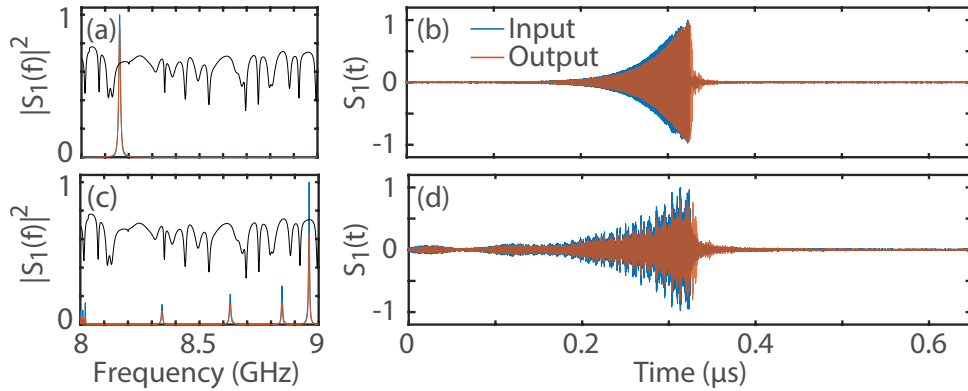 (a)
|S₁(f)|²
1
0
(b)
Input
Output
S₁(t)
1
0
-1
(c)
|S₁(f)|²
1
0
8
8.5
9
Frequency (GHz)
(d)
S₁(t)
1
0
-1
0
0.2
0.4
0.6
Time (μs)